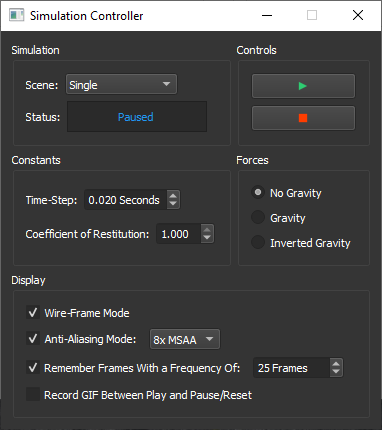 Simulation Controller
Simulation
Scene: Single
Status: Paused
Controls
Constants
Time-Step: 0.020 Seconds
Coefficient of Restitution: 1.000
Forces
No Gravity
Gravity
Inverted Gravity
Display
Wire-Frame Mode
Anti-Aliasing Mode: 8x MSAA
Remember Frames With a Frequency Of: 25 Frames
Record GIF Between Play and Pause/Reset